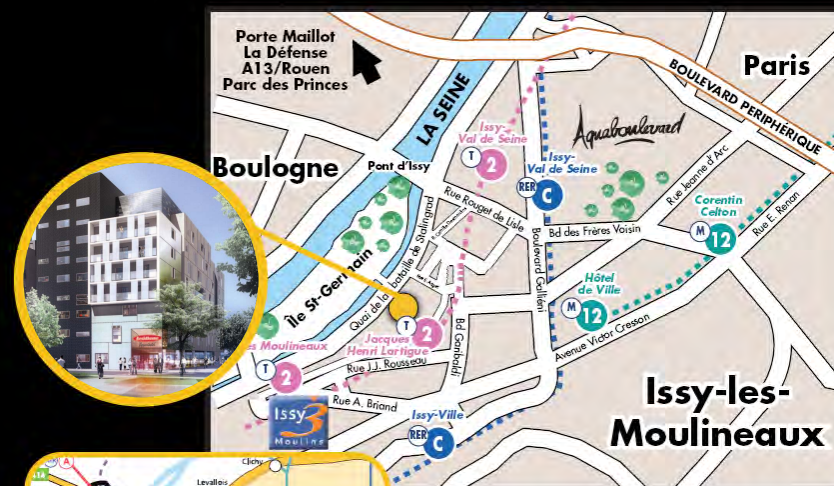 Porte Maillot
La Défense
A13/Rouen
Parc des Princes
LA SEINE
BOULEVARD PERIPHÉRIQUE
Paris
Aquaboulevard
Issy-
Val de Seine
T 2
Issy-
Val de Seine
RER C
Boulogne
Pont d'Issy
Rue Rouget de Lisle
Rue Jeanne d'Arc
Corentin
Celton
M 12
Rue E. Renan
Bd des Frères Voisin
Boulevard Galliéni
Quai de la bataille de Stalingrad
Île St-Germain
Hôtel
de Ville
M 12
T 2
Jacques
Henri Lartigue
Bd Garibaldi
es Moulineaux
T 2
Rue J.J. Rousseau
Avenue Victor Cresson
Rue A. Briand
Issy 3
Moulins
Issy-Ville
RER C
Issy-les-
Moulineaux
Clichy
Levallois
A